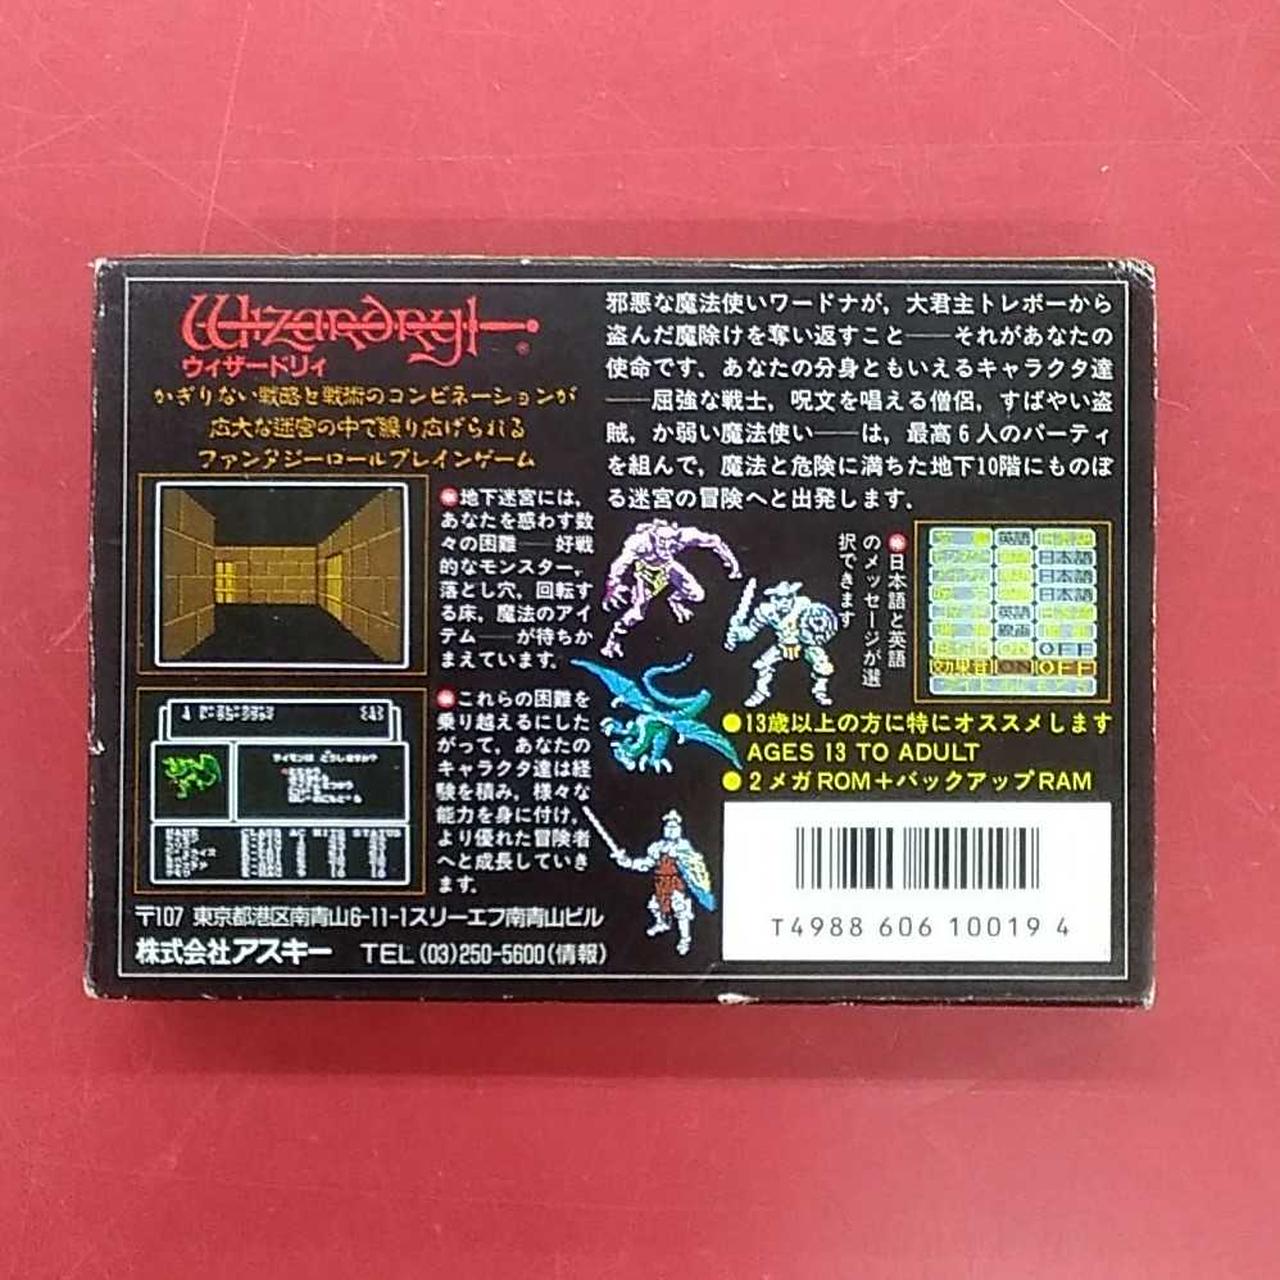 Wizardry
ウィザードリィ
かぎりない戦略と戦術のコンビネーションが
広大な迷宮の中で繰り広げられる
ファンタジーロールプレイングゲーム
邪悪な魔法使いワードナが，大君主トレボーから
盗んだ魔除けを奪い返すこと──それがあなたの
使命です。あなたの分身ともいえるキャラクタ達
──屈強な戦士，呪文を唱える僧侶，すばやい盗
賊，か弱い魔法使い──は，最高6人のパーティ
を組んで，魔法と危険に満ちた地下10階にものぼ
る迷宮の冒険へと出発します。
地下迷宮には，
あなたを惑わす数
々の困難──好戦
的なモンスター，
落とし穴，回転す
る床，魔法のアイ
テム──が待ちか
まえています。
これらの困難を
乗り越えるにした
がって，あなたの
キャラクタ達は経
験を積み，様々な
能力を身に付け，
より優れた冒険者
へと成長していき
ます。
日本語と英語
のメッセージが選
択できます
英語
日本語
日本語
日本語
英語
ON OFF
効果音 ON OFF
●13歳以上の方に特にオススメします
AGES 13 TO ADULT
●2メガROM＋バックアップRAM
T4988 606 10019 4
〒107 東京都港区南青山6-11-1スリーエフ南青山ビル
株式会社アスキー TEL(03)250-5600(情報)